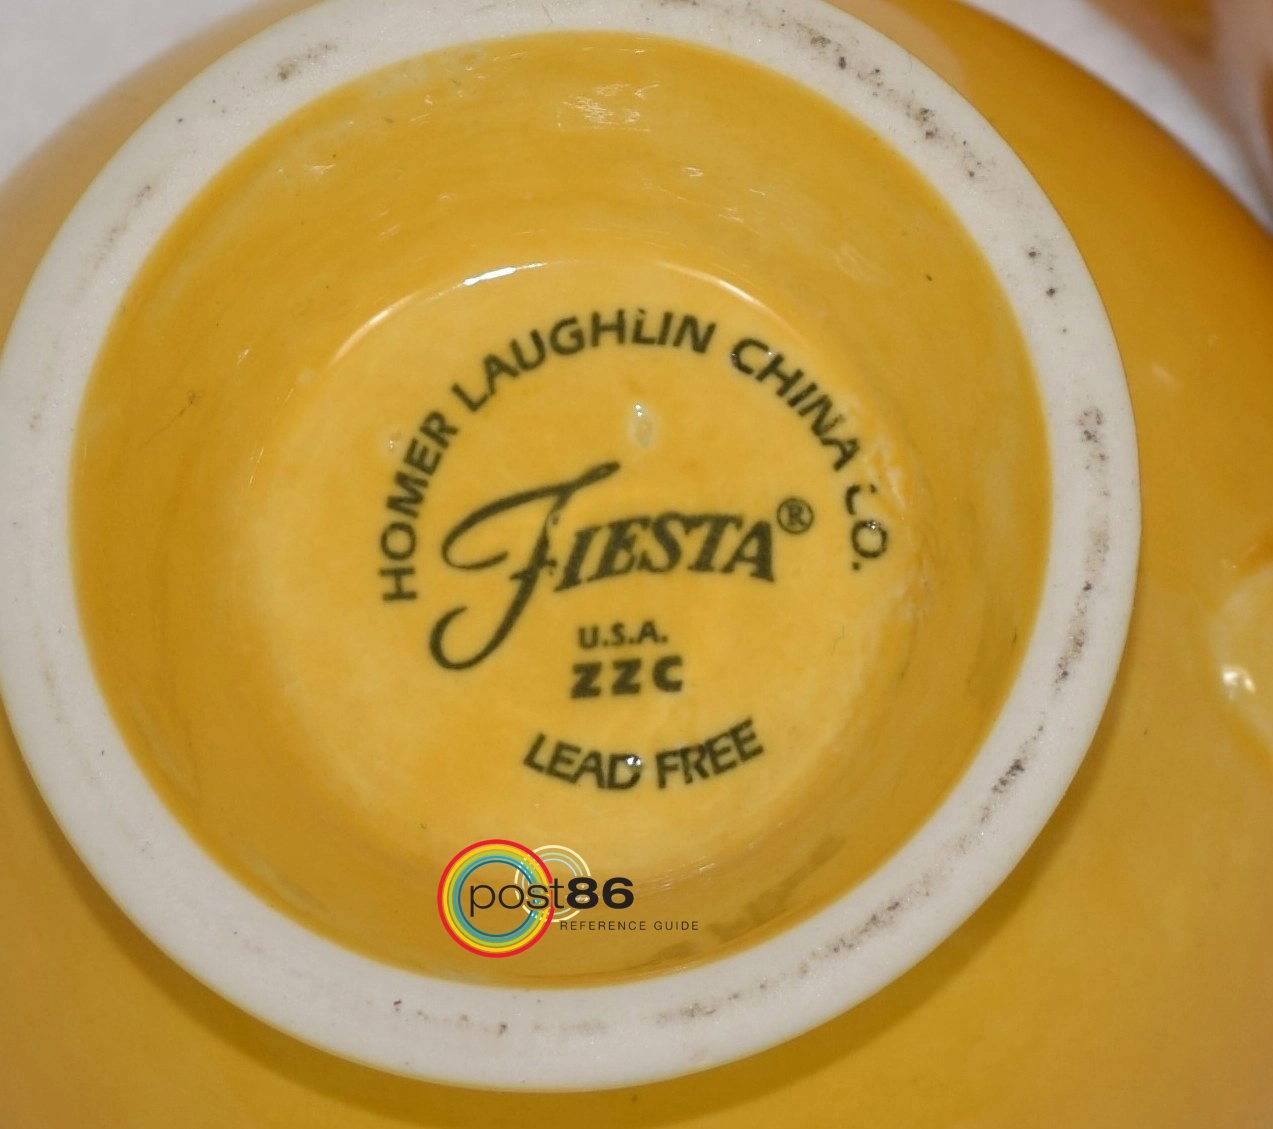 HOMER LAUGHLIN CHINA CO.
FIESTA®
U.S.A.
ZZC
LEAD FREE
post86
REFERENCE GUIDE